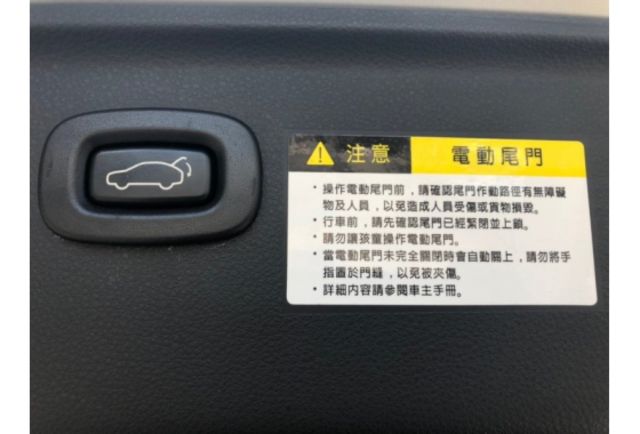 注意 電動尾門
・操作電動尾門前，請確認尾門作動路徑有無障礙
物及人員，以免造成人員受傷或貨物損毀。
・行車前，請先確認尾門已經緊閉並上鎖。
・請勿讓孩童操作電動尾門。
・當電動尾門未完全關閉時會自動關上，請勿將手
指置於門縫，以免被夾傷。
・詳細內容請參閱車主手冊。